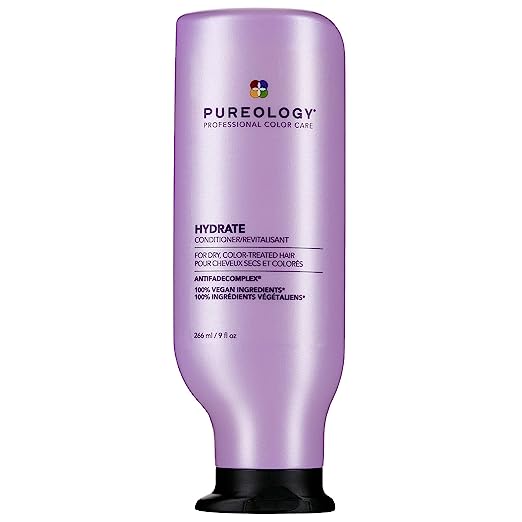 PUREOLOGY®
PROFESSIONAL COLOR CARE
HYDRATE
CONDITIONER/REVITALISANT
FOR DRY, COLOR-TREATED HAIR
POUR CHEVEUX SECS ET COLORÉS
ANTIFADECOMPLEX®
100% VEGAN INGREDIENTS*
100% INGRÉDIENTS VÉGÉTALIENS*
266 ml / 9 fl oz